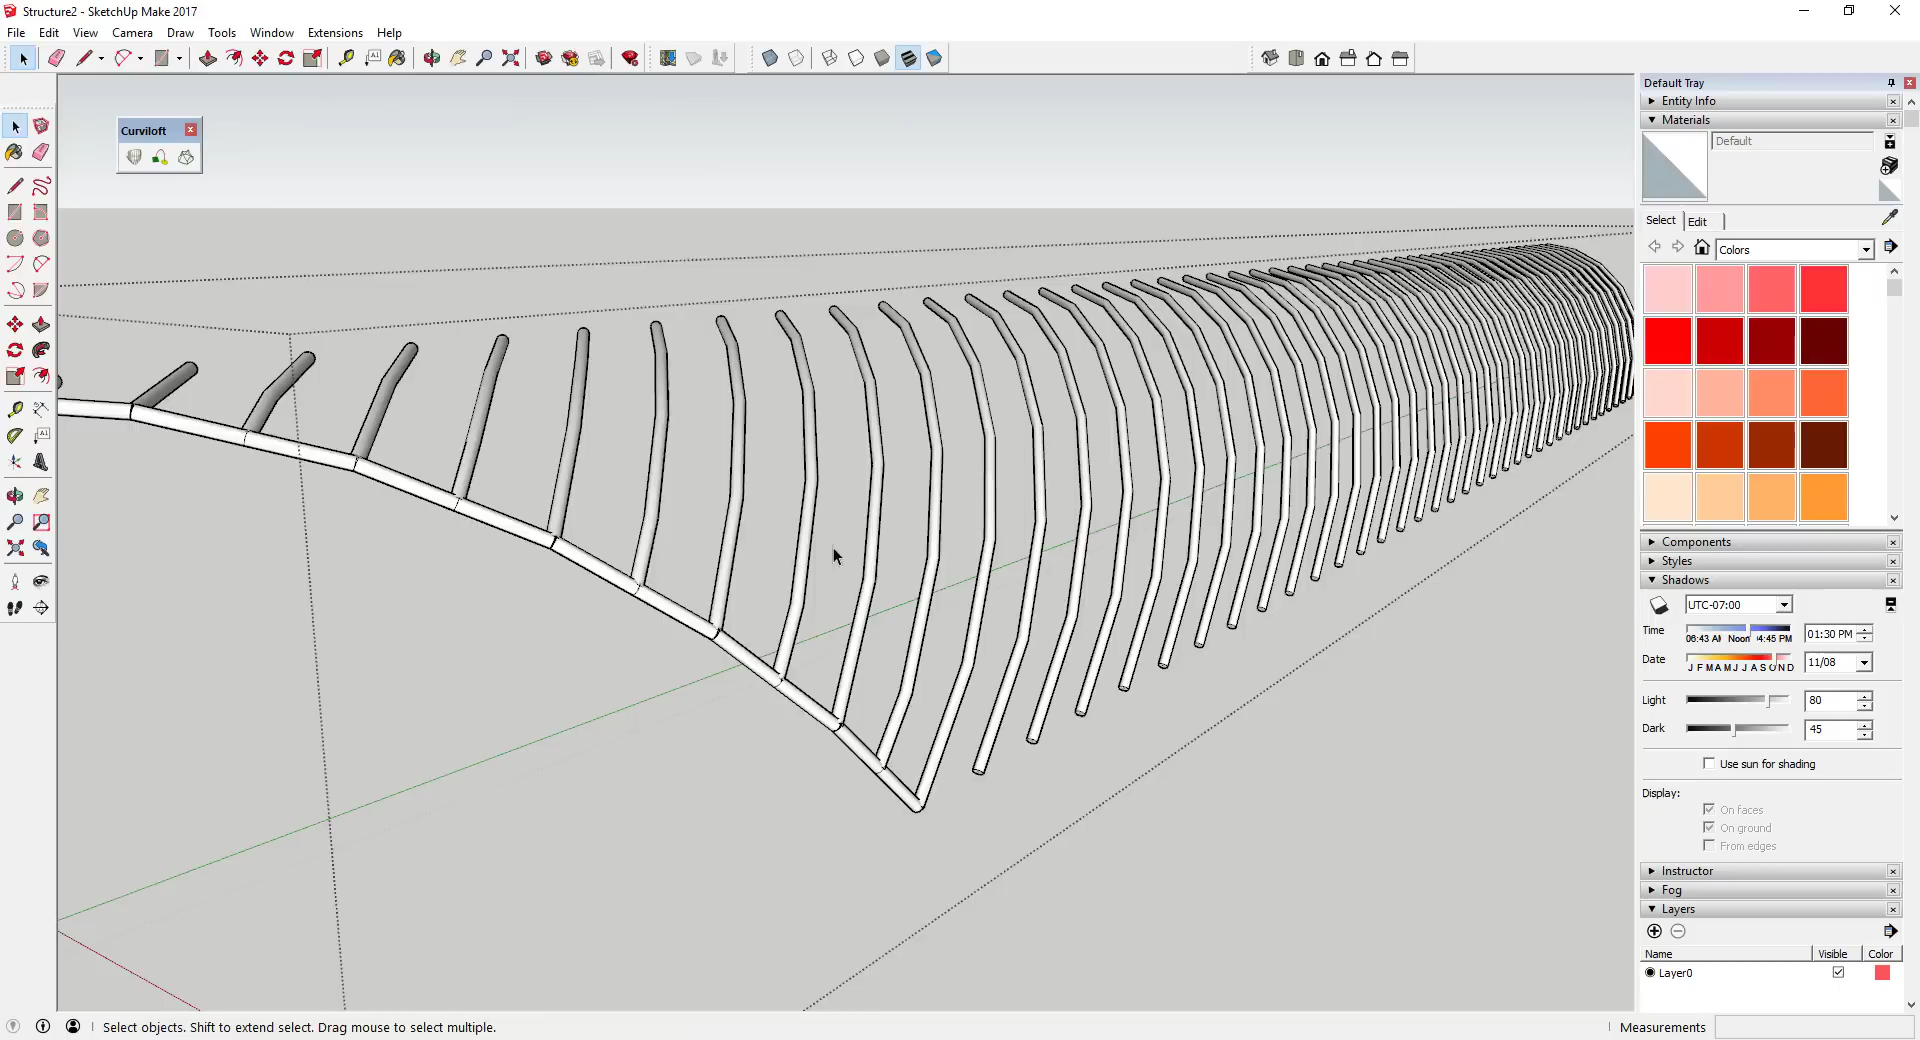 Structure2 - SketchUp Make 2017
File Edit View Camera Draw Tools Window Extensions Help
Default Tray
Entity Info
Materials
Curviloft
Default
Select Edit
Colors
Components
Styles
Shadows
UTC-07:00
Time
06:43 AM Noon 04:45 PM
01:30 PM
Date
J F M A M J J A S O N D
11/08
Light
80
Dark
45
Use sun for shading
Display:
On faces
On ground
From edges
Instructor
Fog
Layers
Name Visible Color
Layer0
Select objects. Shift to extend select. Drag mouse to select multiple.
Measurements